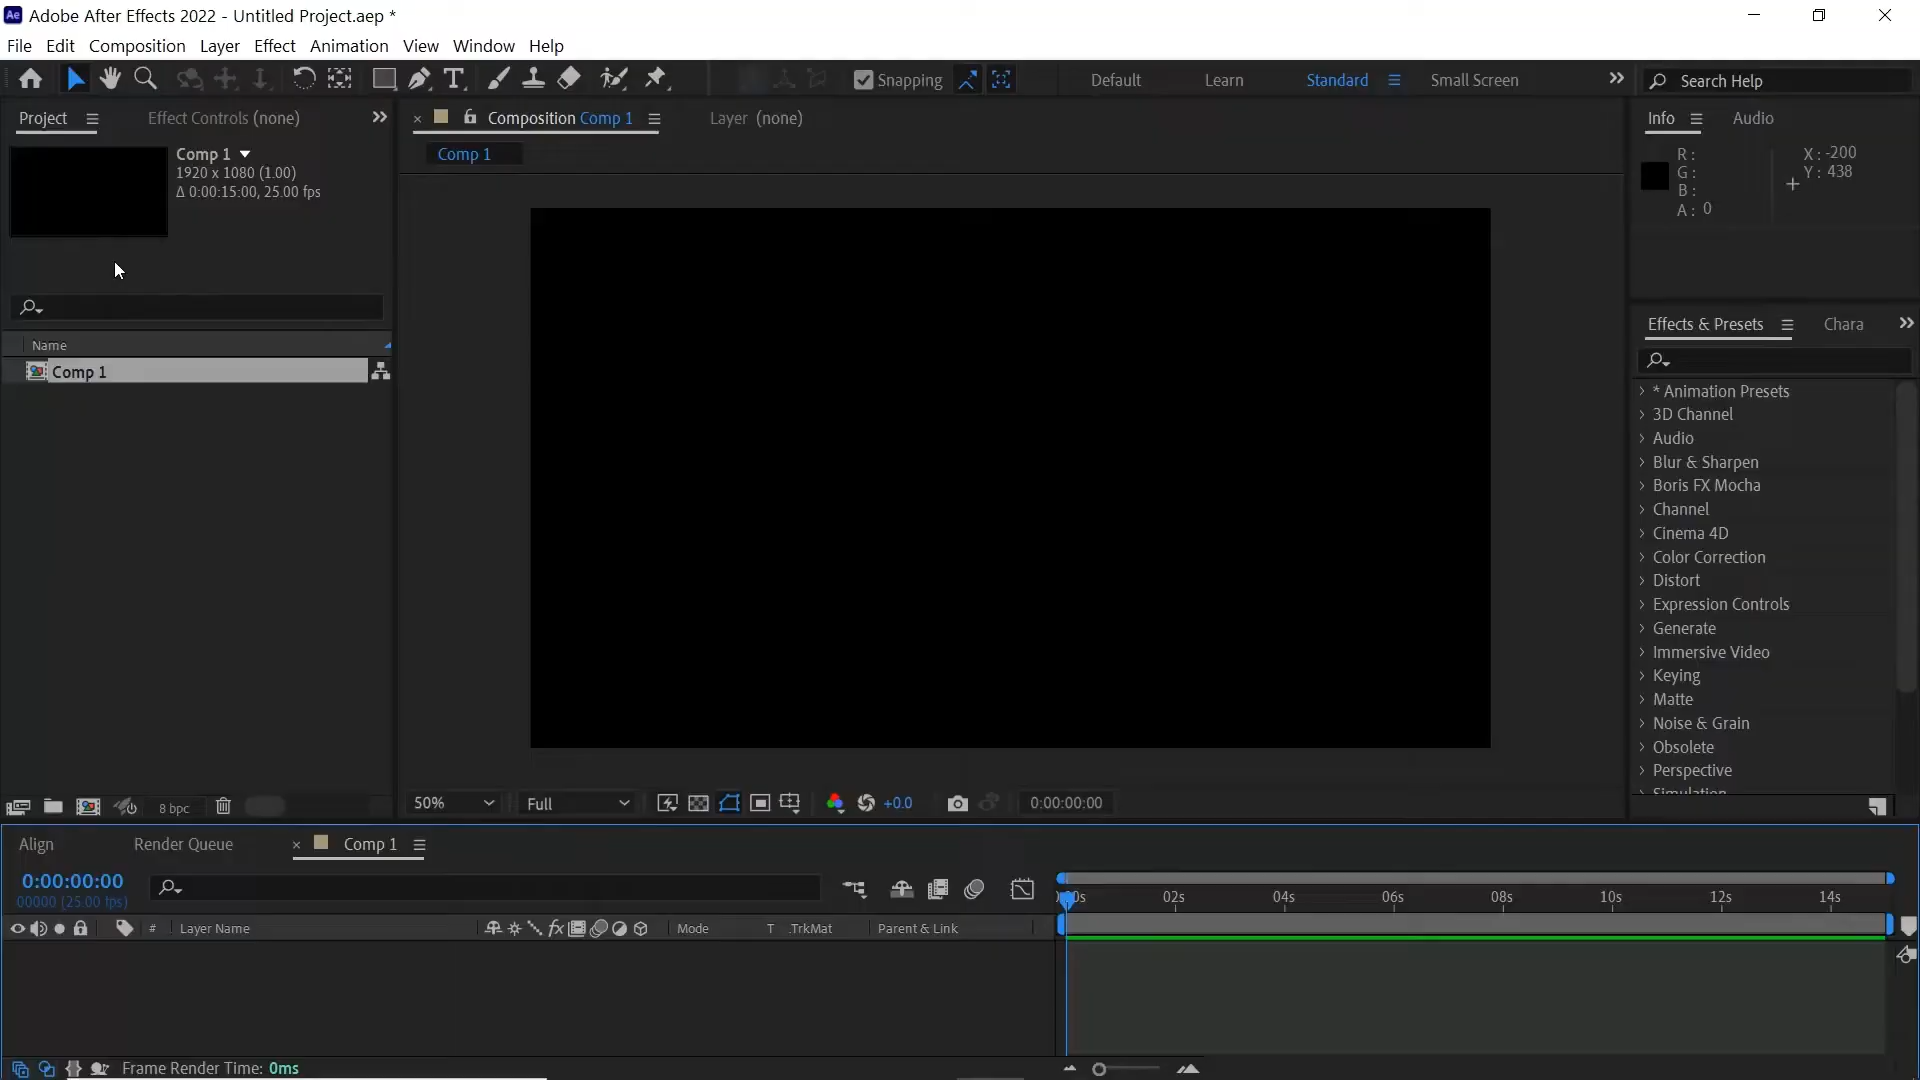 Ae Adobe After Effects 2022 - Untitled Project.aep *
File Edit Composition Layer Effect Animation View Window Help
Snapping Default Learn Standard Small Screen Search Help
Project Effect Controls (none) Composition Comp 1 Layer (none) Info Audio
Comp 1
1920 x 1080 (1.00)
Δ 0:00:15:00, 25.00 fps
Comp 1
R :
G :
B :
A : 0
X : -200
Y : 438
Name
Comp 1
Effects & Presets Chara
* Animation Presets
3D Channel
Audio
Blur & Sharpen
Boris FX Mocha
Channel
Cinema 4D
Color Correction
Distort
Expression Controls
Generate
Immersive Video
Keying
Matte
Noise & Grain
Obsolete
Perspective
Simulation
8 bpc
50% Full +0.0 0:00:00:00
Align Render Queue Comp 1
0:00:00:00
00000 (25.00 fps)
02s 04s 06s 08s 10s 12s 14s
# Layer Name fx Mode T .TrkMat Parent & Link
Frame Render Time: 0ms